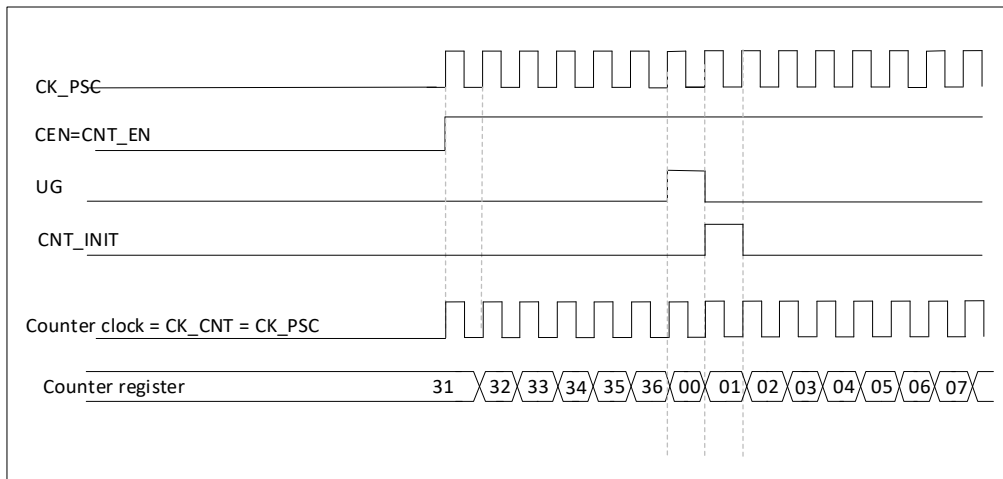 CK_PSC
CEN=CNT_EN
UG
CNT_INIT
Counter clock = CK_CNT = CK_PSC
Counter register 31 32 33 34 35 36 00 01 02 03 04 05 06 07